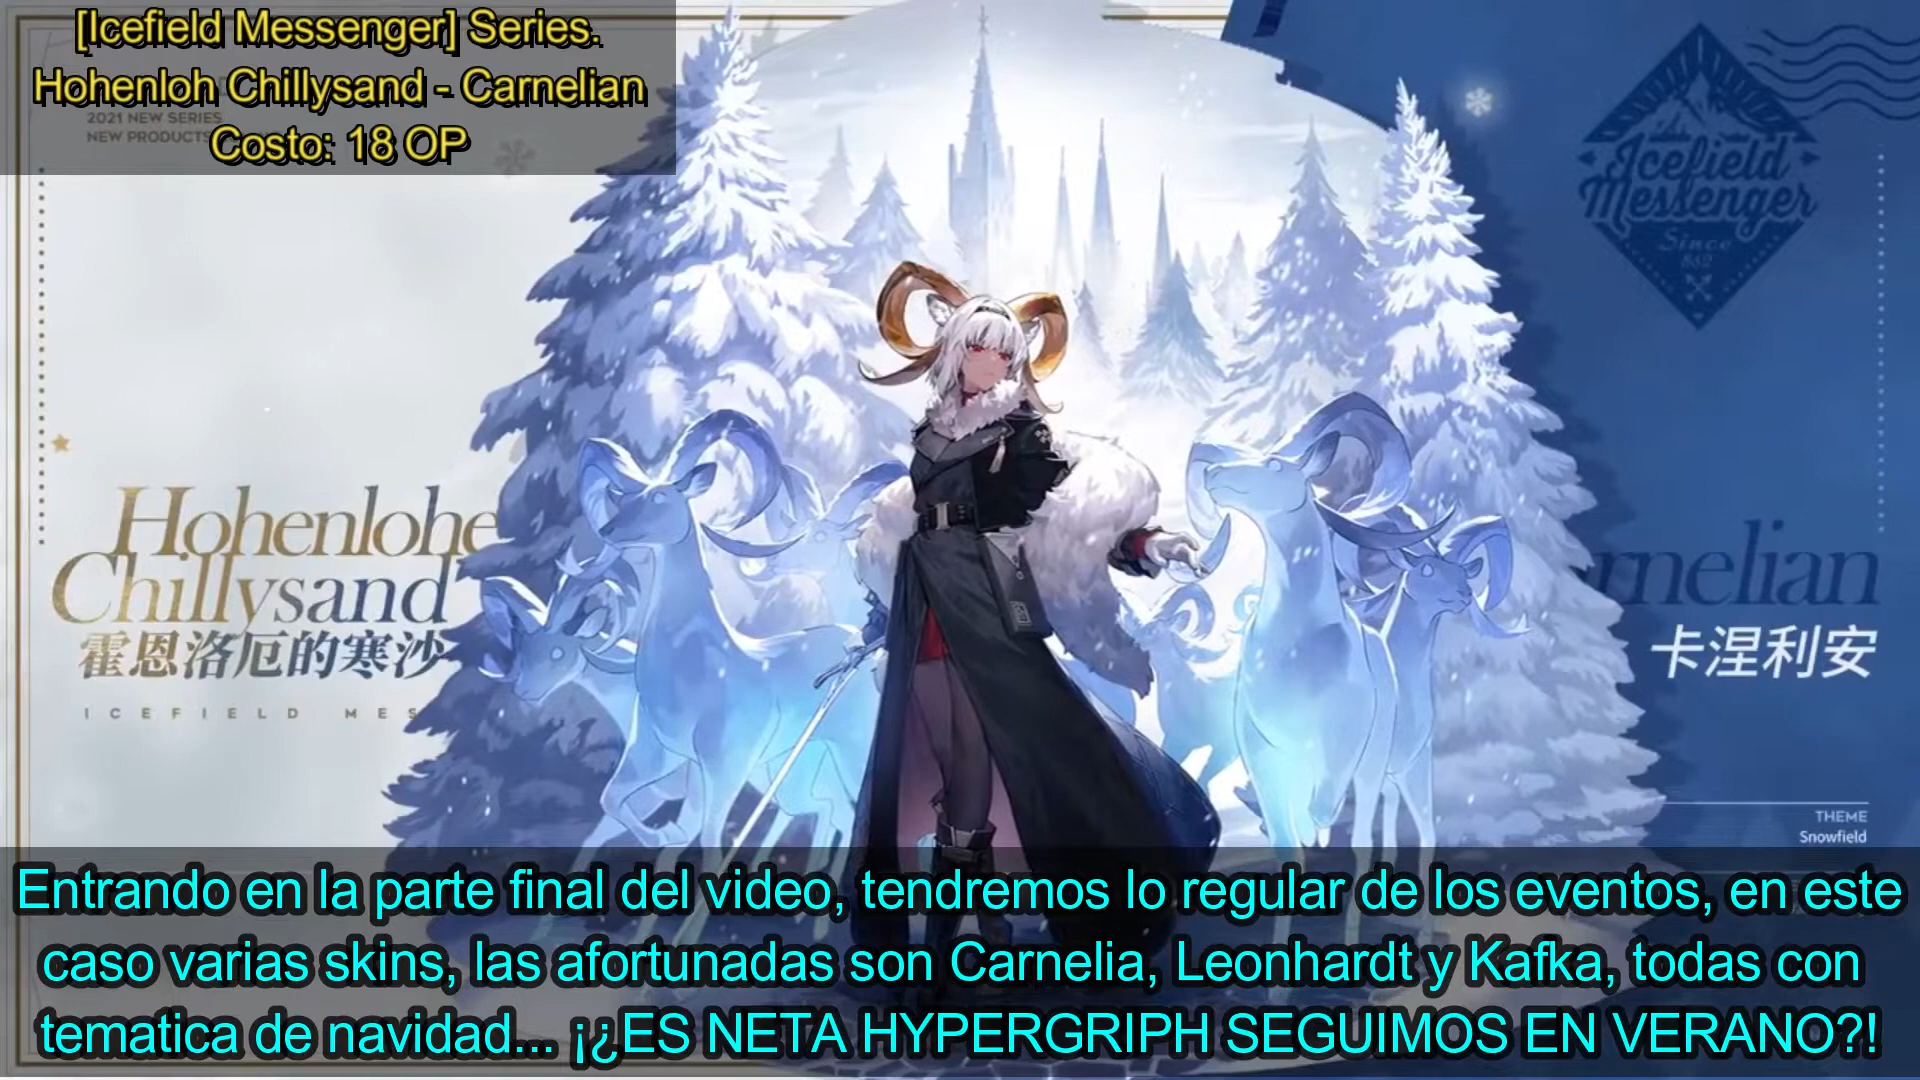 [Icefield Messenger] Series.
Hohenloh Chillysand - Carnelian
Costo: 18 OP
2021 NEW SERIES
NEW PRODUCTS
Icefield
Messenger
Since
Hohenlohe
Chillysand
霍恩洛厄的寒沙
ICEFIELD MES
rnelian
卡涅利安
THEME
Snowfield
Entrando en la parte final del video, tendremos lo regular de los eventos, en este
caso varias skins, las afortunadas son Carnelia, Leonhardt y Kafka, todas con
tematica de navidad... ¡¿ES NETA HYPERGRIPH SEGUIMOS EN VERANO?!